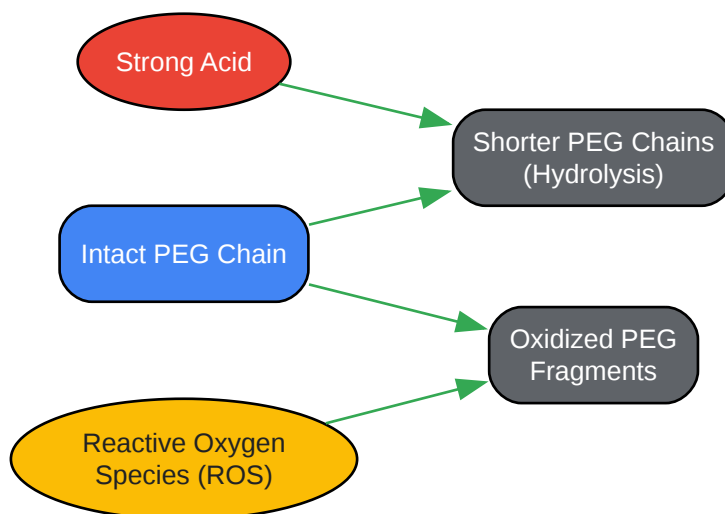 Strong Acid
Shorter PEG Chains
(Hydrolysis)
Intact PEG Chain
Oxidized PEG
Fragments
Reactive Oxygen
Species (ROS)